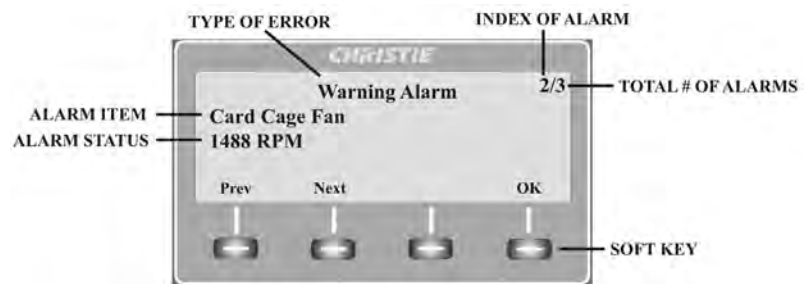 TYPE OF ERROR
INDEX OF ALARM
CHRISTIE
Warning Alarm
2/3
TOTAL # OF ALARMS
ALARM ITEM
Card Cage Fan
ALARM STATUS
1488 RPM
Prev Next OK
SOFT KEY